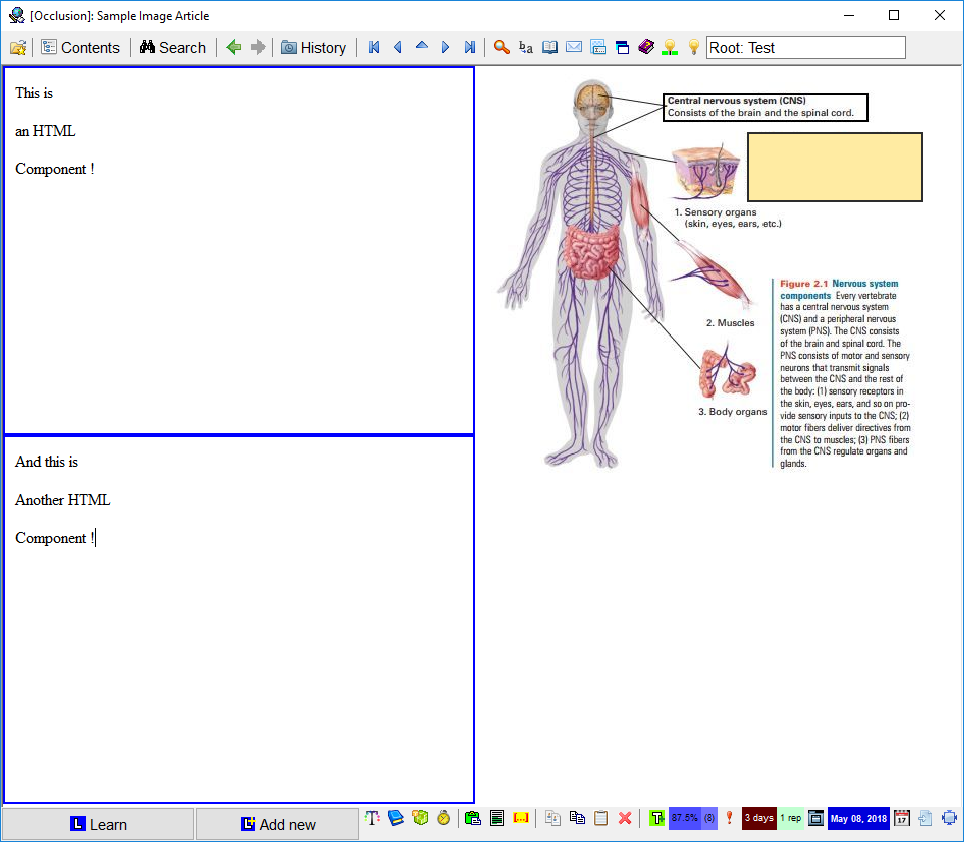 [Occlusion]: Sample Image Article
Contents
Search
History
ba
Root: Test
This is
an HTML
Component !
And this is
Another HTML
Component !
Central nervous system (CNS)
Consists of the brain and the spinal cord.
1. Sensory organs
(skin, eyes, ears, etc.)
2. Muscles
3. Body organs
Figure 2.1 Nervous system
components Every vertebrate
has a central nervous system
(CNS) and a peripheral nervous
system (PNS). The CNS consists
of the brain and spinal cord. The
PNS consists of motor and sensory
neurons that transmit signals
between the CNS and the rest of
the body: (1) sensory receptors in
the skin, eyes, ears, and so on pro-
vide sensory inputs to the CNS; (2)
motor fibers deliver directives from
the CNS to muscles; (3) PNS fibers
from the CNS regulate organs and
glands.
L Learn
Add new
T
[...]
T
87.5% (8)
3 days
1 rep
May 08, 2018
17